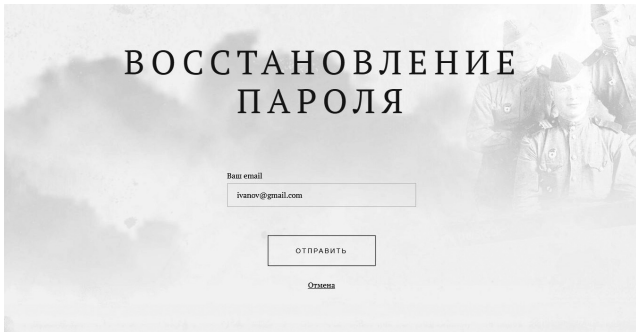 ВОССТАНОВЛЕНИЕ
ПАРОЛЯ
Ваш email
ivanov@gmail.com
ОТПРАВИТЬ
Отмена